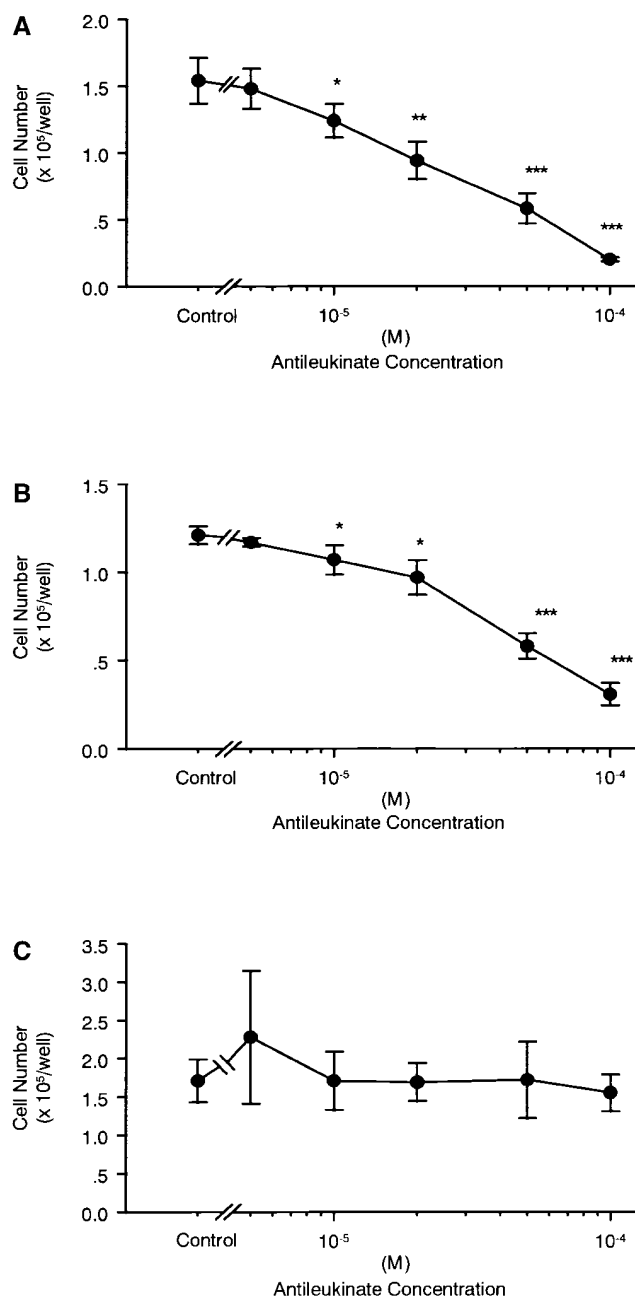 A
2.0
1.5
1.0
.5
0.0
Cell Number
(x 10⁵/well)
*
**
***
***
Control
10⁻⁵
10⁻⁴
(M)
Antileukinate Concentration
B
1.5
1.0
.5
0.0
Cell Number
(x 10⁵/well)
*
*
***
***
Control
10⁻⁵
10⁻⁴
(M)
Antileukinate Concentration
C
3.5
3.0
2.5
2.0
1.5
1.0
.5
0.0
Cell Number
(x 10⁵/well)
Control
10⁻⁵
10⁻⁴
(M)
Antileukinate Concentration